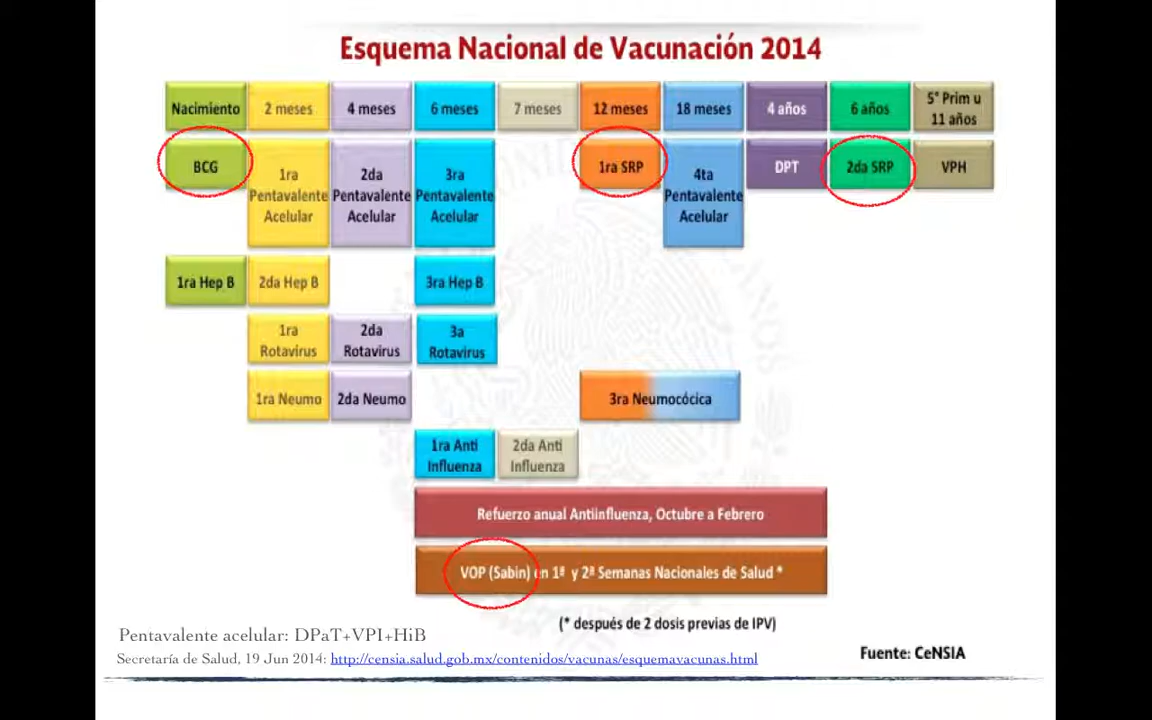 Esquema Nacional de Vacunación 2014
Nacimiento
2 meses
4 meses
6 meses
7 meses
12 meses
18 meses
4 años
6 años
5° Prim u
11 años
BCG
1ra
Pentavalente
Acelular
2da
Pentavalente
Acelular
3ra
Pentavalente
Acelular
1ra SRP
4ta
Pentavalente
Acelular
DPT
2da SRP
VPH
1ra Hep B
2da Hep B
3ra Hep B
1ra
Rotavirus
2da
Rotavirus
3a
Rotavirus
1ra Neumo
2da Neumo
3ra Neumocócica
1ra Anti
Influenza
2da Anti
Influenza
Refuerzo anual Antiinfluenza, Octubre a Febrero
VOP (Sabin) en 1ª y 2ª Semanas Nacionales de Salud *
(* después de 2 dosis previas de IPV)
Pentavalente acelular: DPaT+VPI+HiB
Secretaría de Salud, 19 Jun 2014: http://censia.salud.gob.mx/contenidos/vacunas/esquemavacunas.html
Fuente: CeNSIA